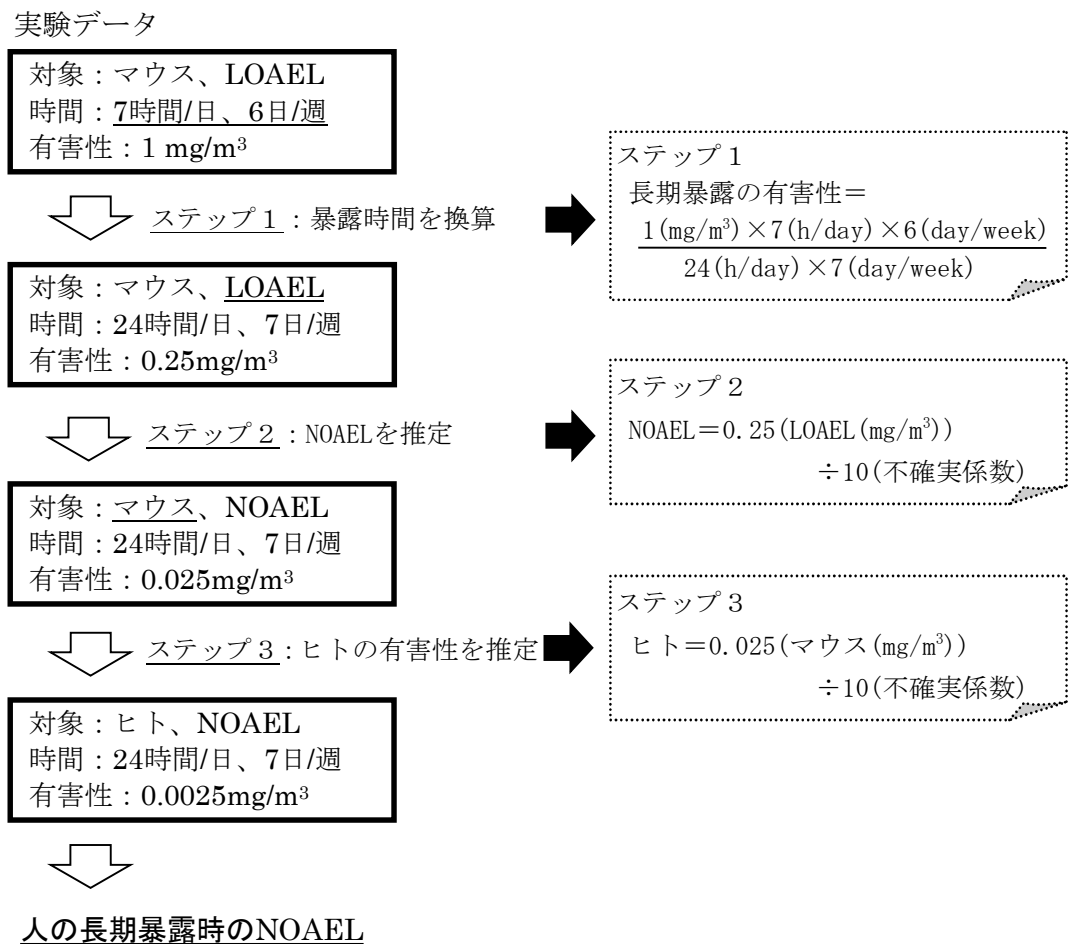 実験データ
対象：マウス、LOAEL
時間：7時間/日、6日/週
有害性：1 mg/m³
ステップ１：暴露時間を換算
ステップ１
長期暴露の有害性＝
1(mg/m³)×7(h/day)×6(day/week)
24(h/day)×7(day/week)
対象：マウス、LOAEL
時間：24時間/日、7日/週
有害性：0.25mg/m³
ステップ２：NOAELを推定
ステップ２
NOAEL＝0.25(LOAEL(mg/m³))
÷10(不確実係数)
対象：マウス、NOAEL
時間：24時間/日、7日/週
有害性：0.025mg/m³
ステップ３：ヒトの有害性を推定
ステップ３
ヒト＝0.025(マウス(mg/m³))
÷10(不確実係数)
対象：ヒト、NOAEL
時間：24時間/日、7日/週
有害性：0.0025mg/m³
人の長期暴露時のNOAEL